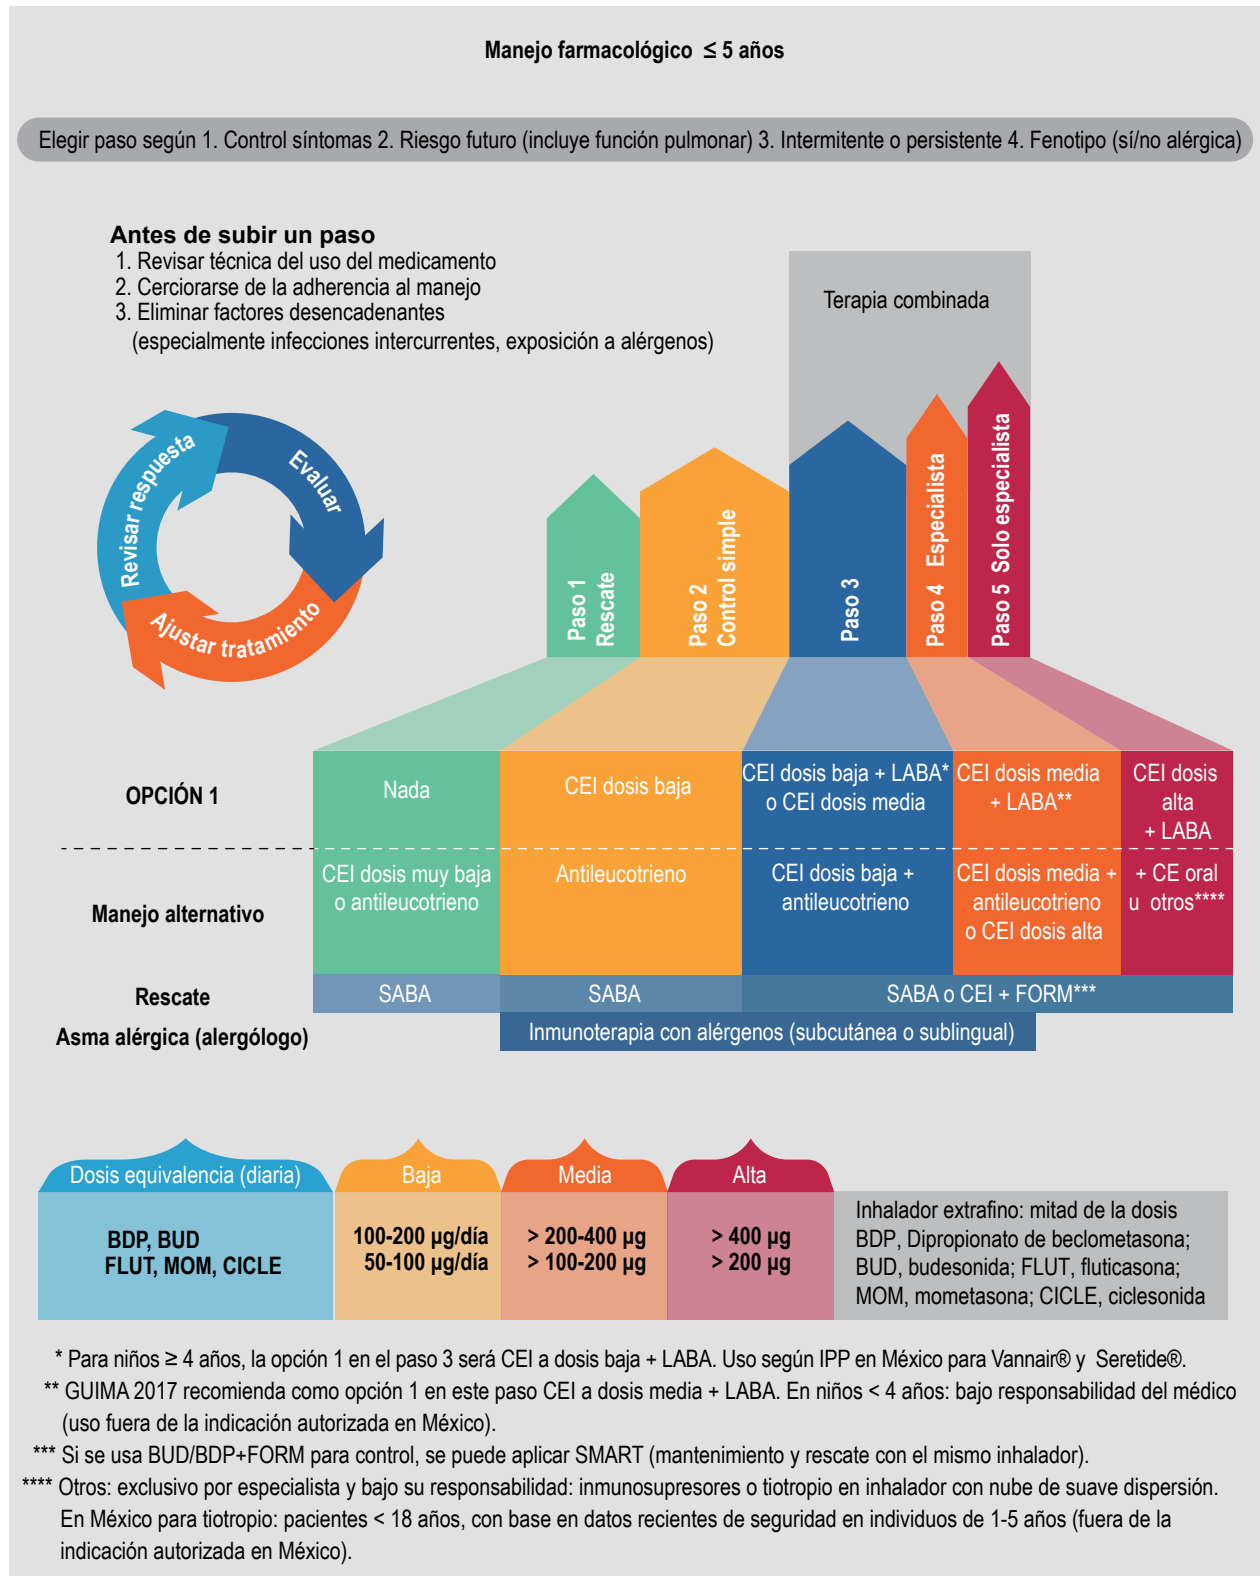 Manejo farmacológico ≤ 5 años
Elegir paso según 1. Control síntomas 2. Riesgo futuro (incluye función pulmonar) 3. Intermitente o persistente 4. Fenotipo (sí/no alérgica)
Antes de subir un paso
1. Revisar técnica del uso del medicamento
2. Cerciorarse de la adherencia al manejo
3. Eliminar factores desencadenantes
(especialmente infecciones intercurrentes, exposición a alérgenos)
Terapia combinada
Evaluar
Ajustar tratamiento
Revisar respuesta
Paso 1
Rescate
Paso 2
Control simple
Paso 3
Paso 4 Especialista
Paso 5 Solo especialista
OPCIÓN 1
Nada
CEI dosis baja
CEI dosis baja + LABA*
o CEI dosis media
CEI dosis media
+ LABA**
CEI dosis
alta
+ LABA
Manejo alternativo
CEI dosis muy baja
o antileucotrieno
Antileucotrieno
CEI dosis baja +
antileucotrieno
CEI dosis media +
antileucotrieno
o CEI dosis alta
+ CE oral
u otros****
Rescate
SABA
SABA
SABA o CEI + FORM***
Asma alérgica (alergólogo)
Inmunoterapia con alérgenos (subcutánea o sublingual)
Dosis equivalencia (diaria)
Baja
Media
Alta
BDP, BUD
100-200 µg/día
> 200-400 µg
> 400 µg
FLUT, MOM, CICLE
50-100 µg/día
> 100-200 µg
> 200 µg
Inhalador extrafino: mitad de la dosis
BDP, Dipropionato de beclometasona;
BUD, budesonida; FLUT, fluticasona;
MOM, mometasona; CICLE, ciclesonida
* Para niños ≥ 4 años, la opción 1 en el paso 3 será CEI a dosis baja + LABA. Uso según IPP en México para Vannair® y Seretide®.
** GUIMA 2017 recomienda como opción 1 en este paso CEI a dosis media + LABA. En niños < 4 años: bajo responsabilidad del médico
(uso fuera de la indicación autorizada en México).
*** Si se usa BUD/BDP+FORM para control, se puede aplicar SMART (mantenimiento y rescate con el mismo inhalador).
**** Otros: exclusivo por especialista y bajo su responsabilidad: inmunosupresores o tiotropio en inhalador con nube de suave dispersión.
En México para tiotropio: pacientes < 18 años, con base en datos recientes de seguridad en individuos de 1-5 años (fuera de la
indicación autorizada en México).